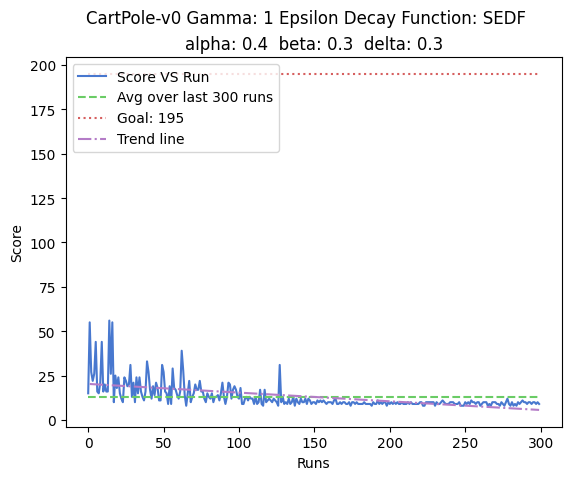 CartPole-v0 Gamma: 1 Epsilon Decay Function: SEDF
alpha: 0.4 beta: 0.3 delta: 0.3
Score VS Run
Avg over last 300 runs
Goal: 195
Trend line
Score
200
175
150
125
100
75
50
25
0
0 50 100 150 200 250 300
Runs